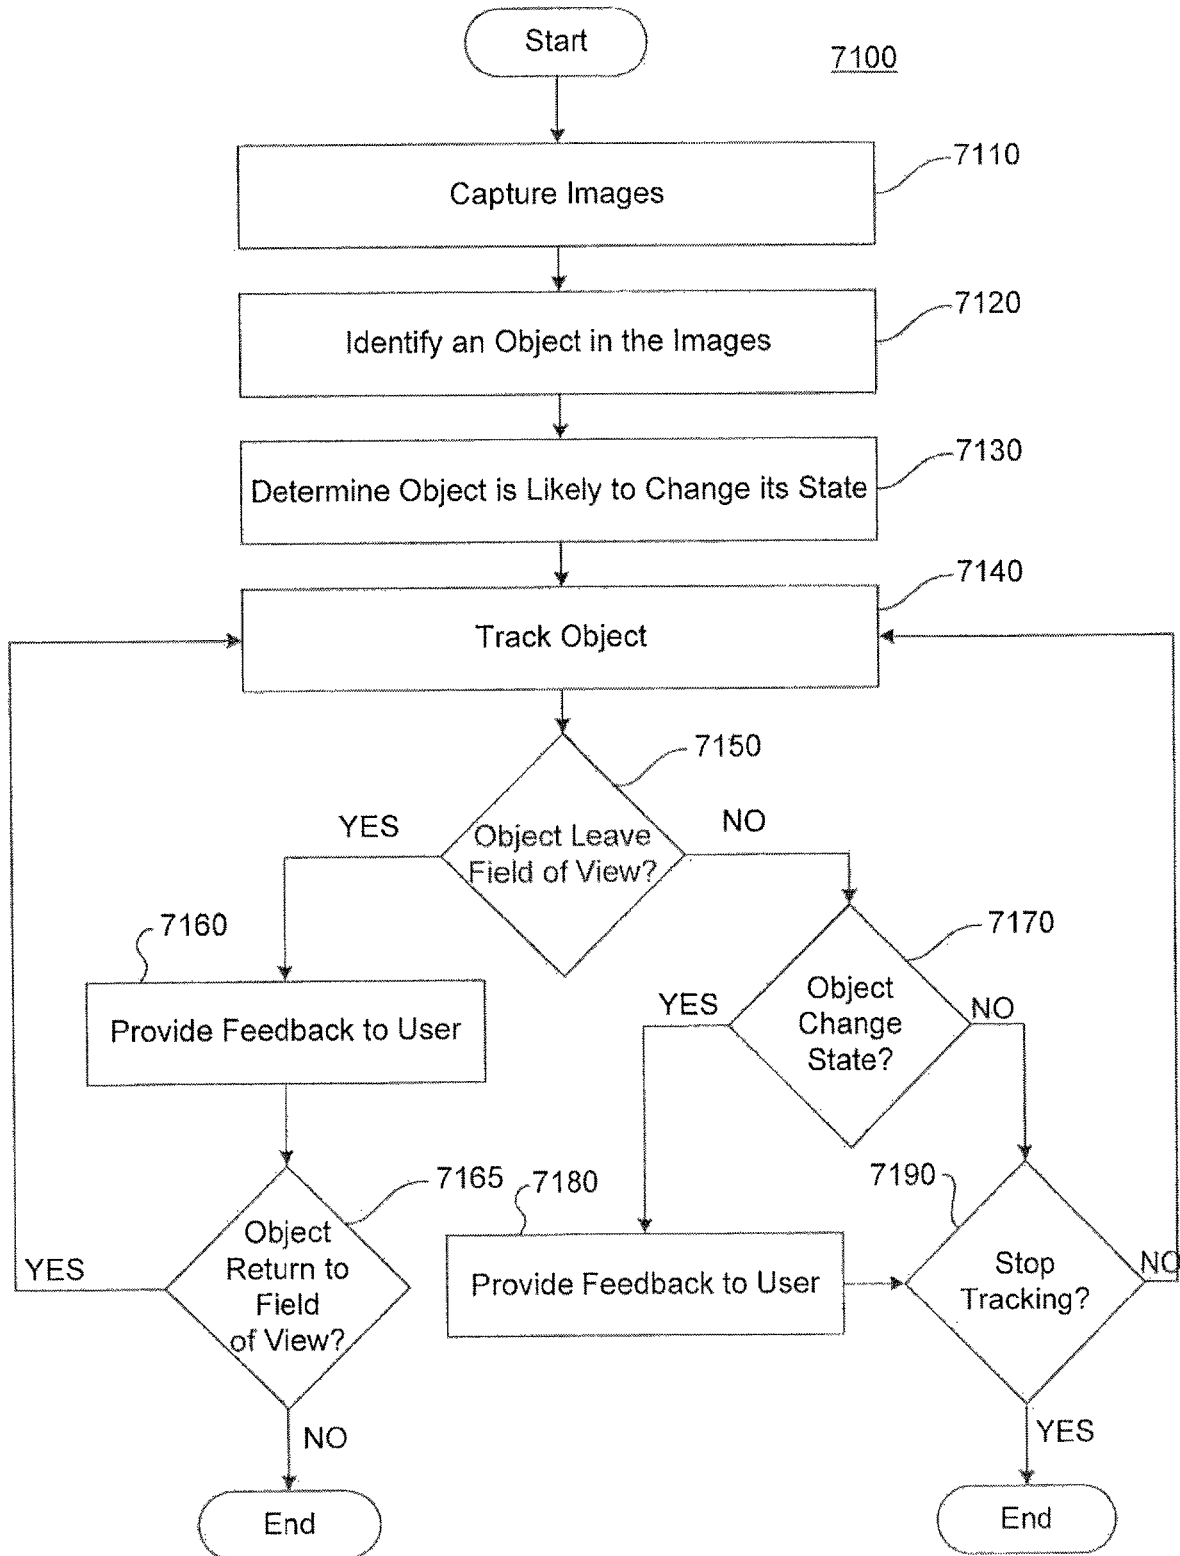 Start
7100
7110
Capture Images
7120
Identify an Object in the Images
7130
Determine Object is Likely to Change its State
7140
Track Object
7150
YES
NO
Object Leave
Field of View?
7160
7170
Provide Feedback to User
YES
Object
Change
State?
NO
7165
7180
7190
Object
Return to
Field
of View?
YES
Provide Feedback to User
Stop
Tracking?
NO
NO
YES
End
End